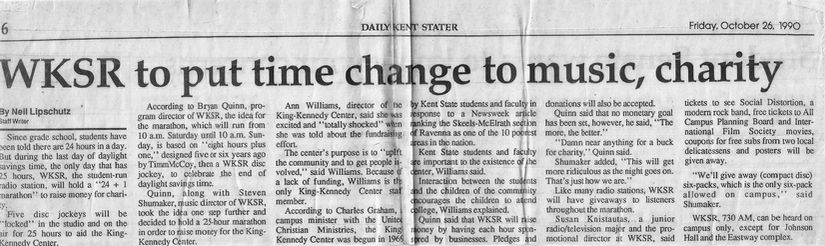 6
DAILY KENT STATER
Friday, October 26, 1990
WKSR to put time change to music, charity
By Neil Lipschutz
Staff Writer
Since grade school, students have
been told there are 24 hours in a day.
But during the last day of daylight
savings time, the only day that has
25 hours, WKSR, the student-run
radio station, will hold a "24 + 1
marathon" to raise money for chari-
ty.
Five disc jockeys will be
"locked" in the studio and on the
air for 25 hours to aid the King-
Kennedy Center.
According to Bryan Quinn, pro-
gram director of WKSR, the idea for
the marathon, which will run from
10 a.m. Saturday until 10 a.m. Sun-
day, is based on "eight hours plus
one," designed five or six years ago
by Timm McCoy, then a WKSR disc
jockey, to celebrate the end of
daylight savings time.
Quinn, along with Steven
Shumaker, music director of WKSR,
took the idea one step further and
decided to hold a 25-hour marathon
in order to raise money for the King-
Kennedy Center.
Ann Williams, director of the
King-Kennedy Center, said she was
excited and "totally shocked" when
she was told about the fundraising
effort.
The center's purpose is to "uplift
the community and to get people in-
volved," said Williams. Because of
a lack of funding, Williams is the
only King-Kennedy Center staf
member.
According to Charles Graham,
campus minister with the United
Christian Ministries, the King-
Kennedy Center was begun in 1969
by Kent State students and faculty in
response to a Newsweek article
ranking the Skeels-McElrath section
of Ravenna as one of the 10 poorest
areas in the nation.
Kent State students and faculty
are important to the existence of the
center, Williams said.
Interaction between the students
and the children of the community
encourages the children to attend
college, Williams explained.
Quinn said that WKSR will raise
money by having each hour spon-
sored by businesses. Pledges and
donations will also be accepted.
Quinn said that no monetary goal
has been set, however, he said, "The
more, the better."
"Damn near anything for a buck
for charity," Quinn said.
Shumaker added, "This will get
more ridiculous as the night goes on.
That's just how we are."
Like many radio stations, WKSR
will have giveaways to listeners
throughout the marathon.
Susan Knistautas, a junior
radio/television major and the pro-
motional director at WKSR, said
tickets to see Social Distortion, a
modern rock band, free tickets to All
Campus Planning Board and Inter-
national Film Society movies,
coupons for free subs from two local
delicatessens and posters will be
given away.
"We'll give away (compact disc)
six-packs, which is the only six-pack
allowed on campus," said
Shumaker.
WKSR, 730 AM, can be heard on
campus only, except for Johnson
Hall and the Eastway complex.